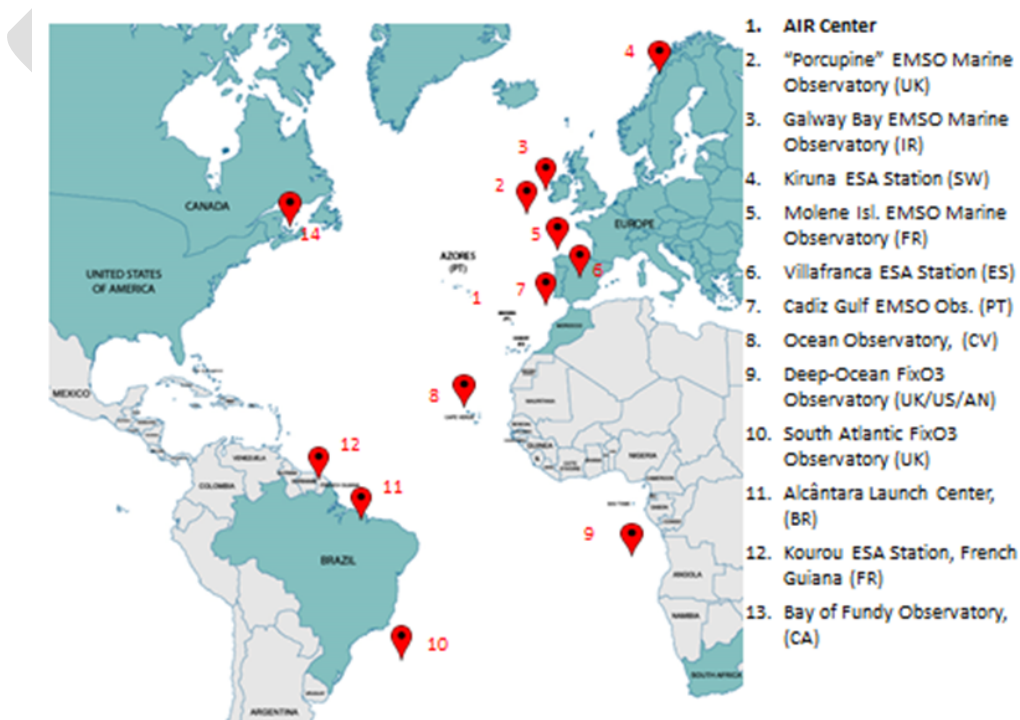 CANADA
UNITED STATES
OF AMERICA
MEXICO
VENEZUELA
COLOMBIA
BRAZIL
ARGENTINA
AZORES
(PT)
EUROPE
MOROCCO
MAURITANIA
CAPE VERDE
GUINEA
NIGERIA
ANGOLA
NAMIBIA
SOUTH AFRICA
4
3
2
14
5
6
7
1
8
12
11
9
10
1. AIR Center
2. “Porcupine” EMSO Marine
Observatory (UK)
3. Galway Bay EMSO Marine
Observatory (IR)
4. Kiruna ESA Station (SW)
5. Molene Isl. EMSO Marine
Observatory (FR)
6. Villafranca ESA Station (ES)
7. Cadiz Gulf EMSO Obs. (PT)
8. Ocean Observatory, (CV)
9. Deep-Ocean FixO3
Observatory (UK/US/AN)
10. South Atlantic FixO3
Observatory (UK)
11. Alcântara Launch Center,
(BR)
12. Kourou ESA Station, French
Guiana (FR)
13. Bay of Fundy Observatory,
(CA)